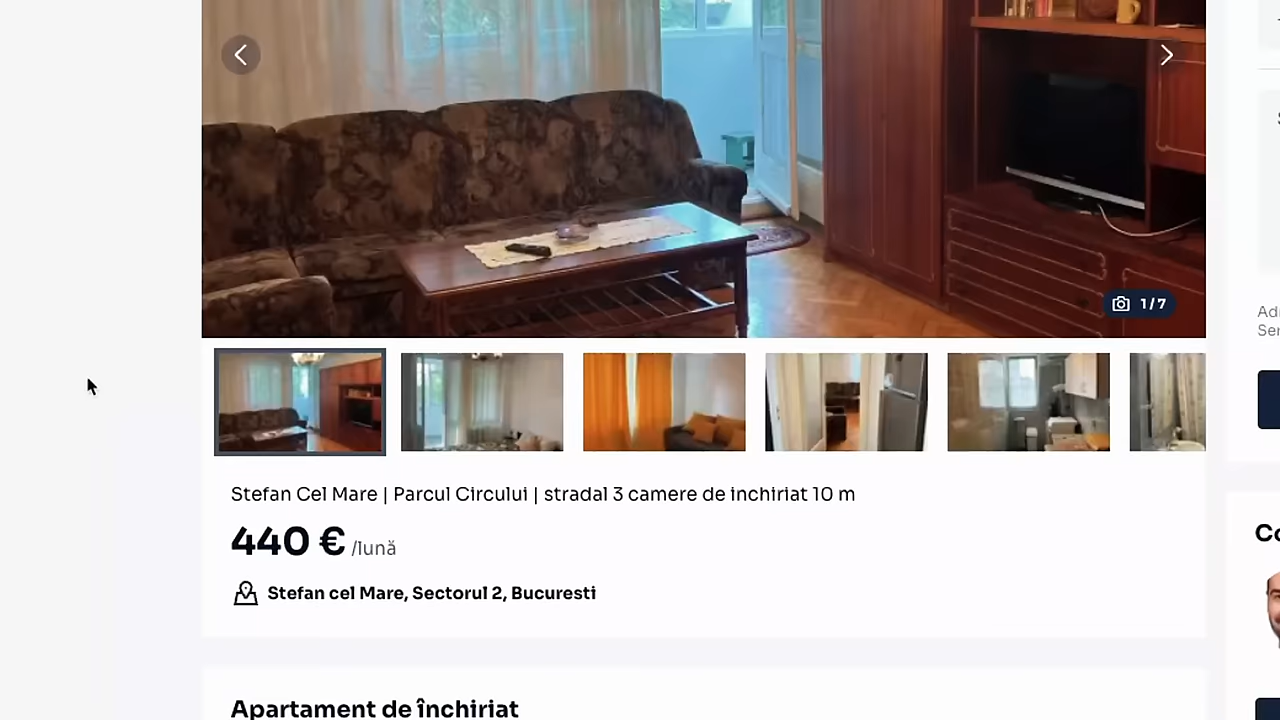 1/7
Stefan Cel Mare | Parcul Circului | stradal 3 camere de inchiriat 10 m
440 € /lună
Stefan cel Mare, Sectorul 2, Bucuresti
Apartament de închiriat